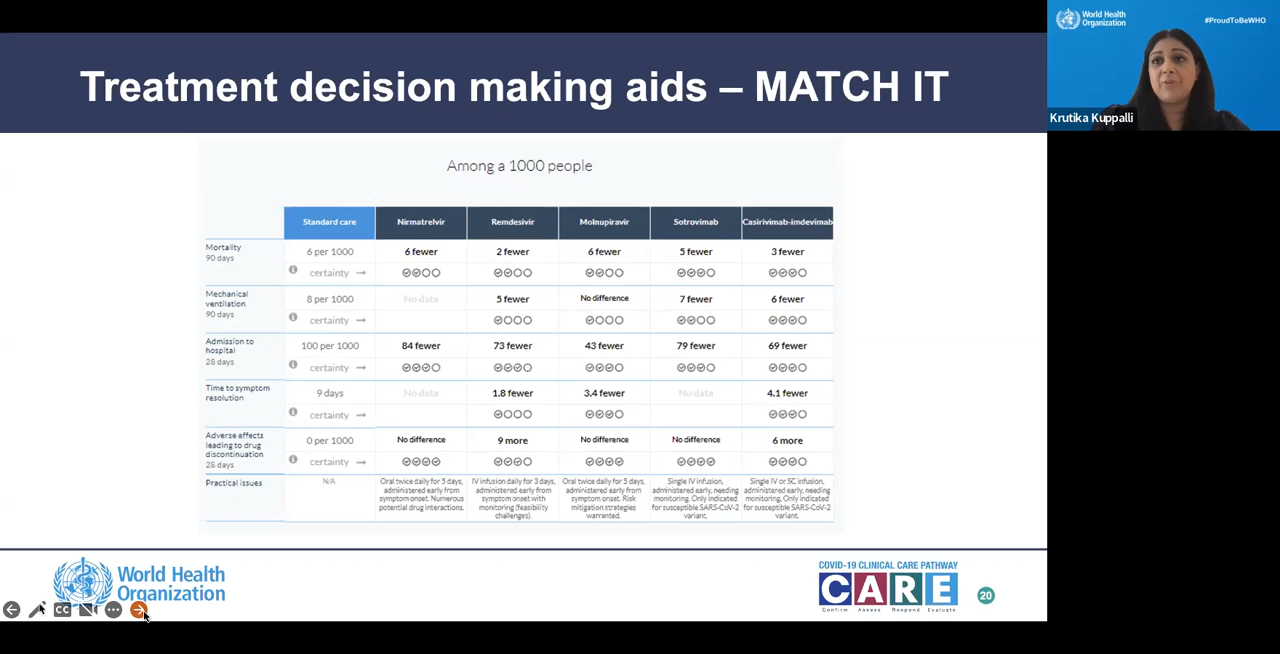 Treatment decision making aids – MATCH IT
World Health
Organization
#ProudToBeWHO
Krutika Kuppalli
Among a 1000 people
Standard care Nirmatrelvir Remdesivir Molnupiravir Sotrovimab Casirivimab-imdevimab
Mortality
90 days
6 per 1000 6 fewer 2 fewer 6 fewer 5 fewer 3 fewer
certainty →
Mechanical
ventilation
90 days
8 per 1000 No data 5 fewer No difference 7 fewer 6 fewer
certainty →
Admission to
hospital
28 days
100 per 1000 84 fewer 73 fewer 43 fewer 79 fewer 69 fewer
certainty →
Time to symptom
resolution
9 days No data 1.8 fewer 3.4 fewer No data 4.1 fewer
certainty →
Adverse effects
leading to drug
discontinuation
28 days
0 per 1000 No difference 9 more No difference No difference 6 more
certainty →
Practical issues
N/A
Oral twice daily for 5 days,
administered early from
symptom onset. Numerous
potential drug interactions.
IV infusion daily for 3 days,
administered early from
symptom onset with
monitoring (feasibility
challenges).
Oral twice daily for 5 days,
administered early from
symptom onset. Risk
mitigation strategies
warranted.
Single IV infusion,
administered early, needing
monitoring. Only indicated
for susceptible SARS-CoV-2
variant.
Single IV or SC infusion,
administered early, needing
monitoring. Only indicated
for susceptible SARS-CoV-2
variant.
World Health
Organization
COVID-19 CLINICAL CARE PATHWAY
CARE
Confirm Assess Respond Evaluate
20
CC